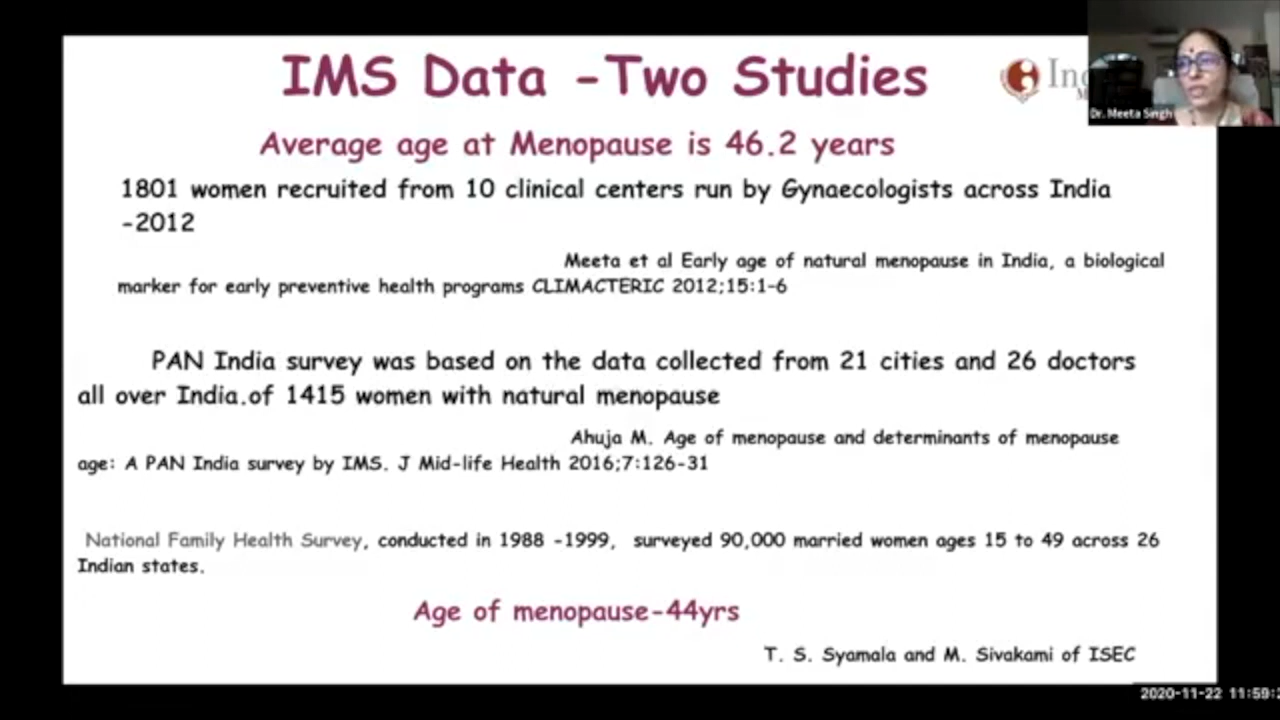 IMS Data -Two Studies
Average age at Menopause is 46.2 years
1801 women recruited from 10 clinical centers run by Gynaecologists across India
-2012
Meeta et al Early age of natural menopause in India, a biological
marker for early preventive health programs CLIMACTERIC 2012;15:1-6
PAN India survey was based on the data collected from 21 cities and 26 doctors
all over India.of 1415 women with natural menopause
Ahuja M. Age of menopause and determinants of menopause
age: A PAN India survey by IMS. J Mid-life Health 2016;7:126-31
National Family Health Survey, conducted in 1988 -1999, surveyed 90,000 married women ages 15 to 49 across 26
Indian states.
Age of menopause-44yrs
T. S. Syamala and M. Sivakami of ISEC
Dr. Meeta Singh
2020-11-22 11:59:2